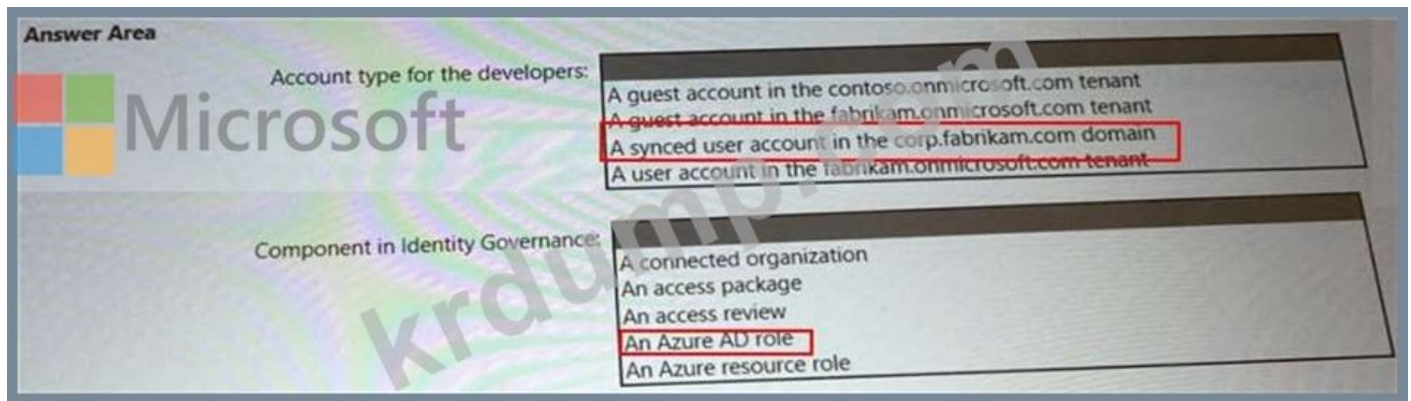 Answer Area
Microsoft
Account type for the developers:
A guest account in the contoso.onmicrosoft.com tenant
A guest account in the fabrikam.onmicrosoft.com tenant
A synced user account in the corp.fabrikam.com domain
A user account in the fabrikam.onmicrosoft.com tenant
Component in Identity Governance:
A connected organization
An access package
An access review
An Azure AD role
An Azure resource role
krdump.com